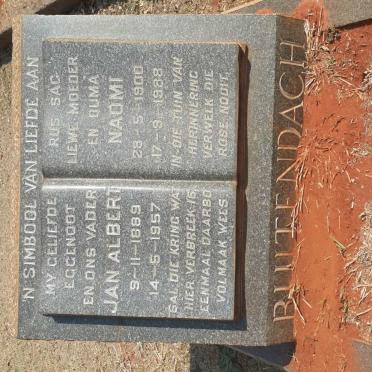 'N SIMBOOL VAN LIEFDE AAN
MY GELIEFDE
EGGENOOT
EN ONS VADER
JAN ALBERT
9-11-1889
14-5-1957
SAL DIE KRING WAT
HIER VERBREEK IS,
EENMAAL DAARBO
VOLMAAK WEES.
RUS SAG
LIEWE MOEDER
EN OUMA
NAOMI
28-5-1900
17-9-1988
IN DIE TUIN VAN
HERINNERING
VERWELK DIE
ROSE NOOIT.
BUITENDACH